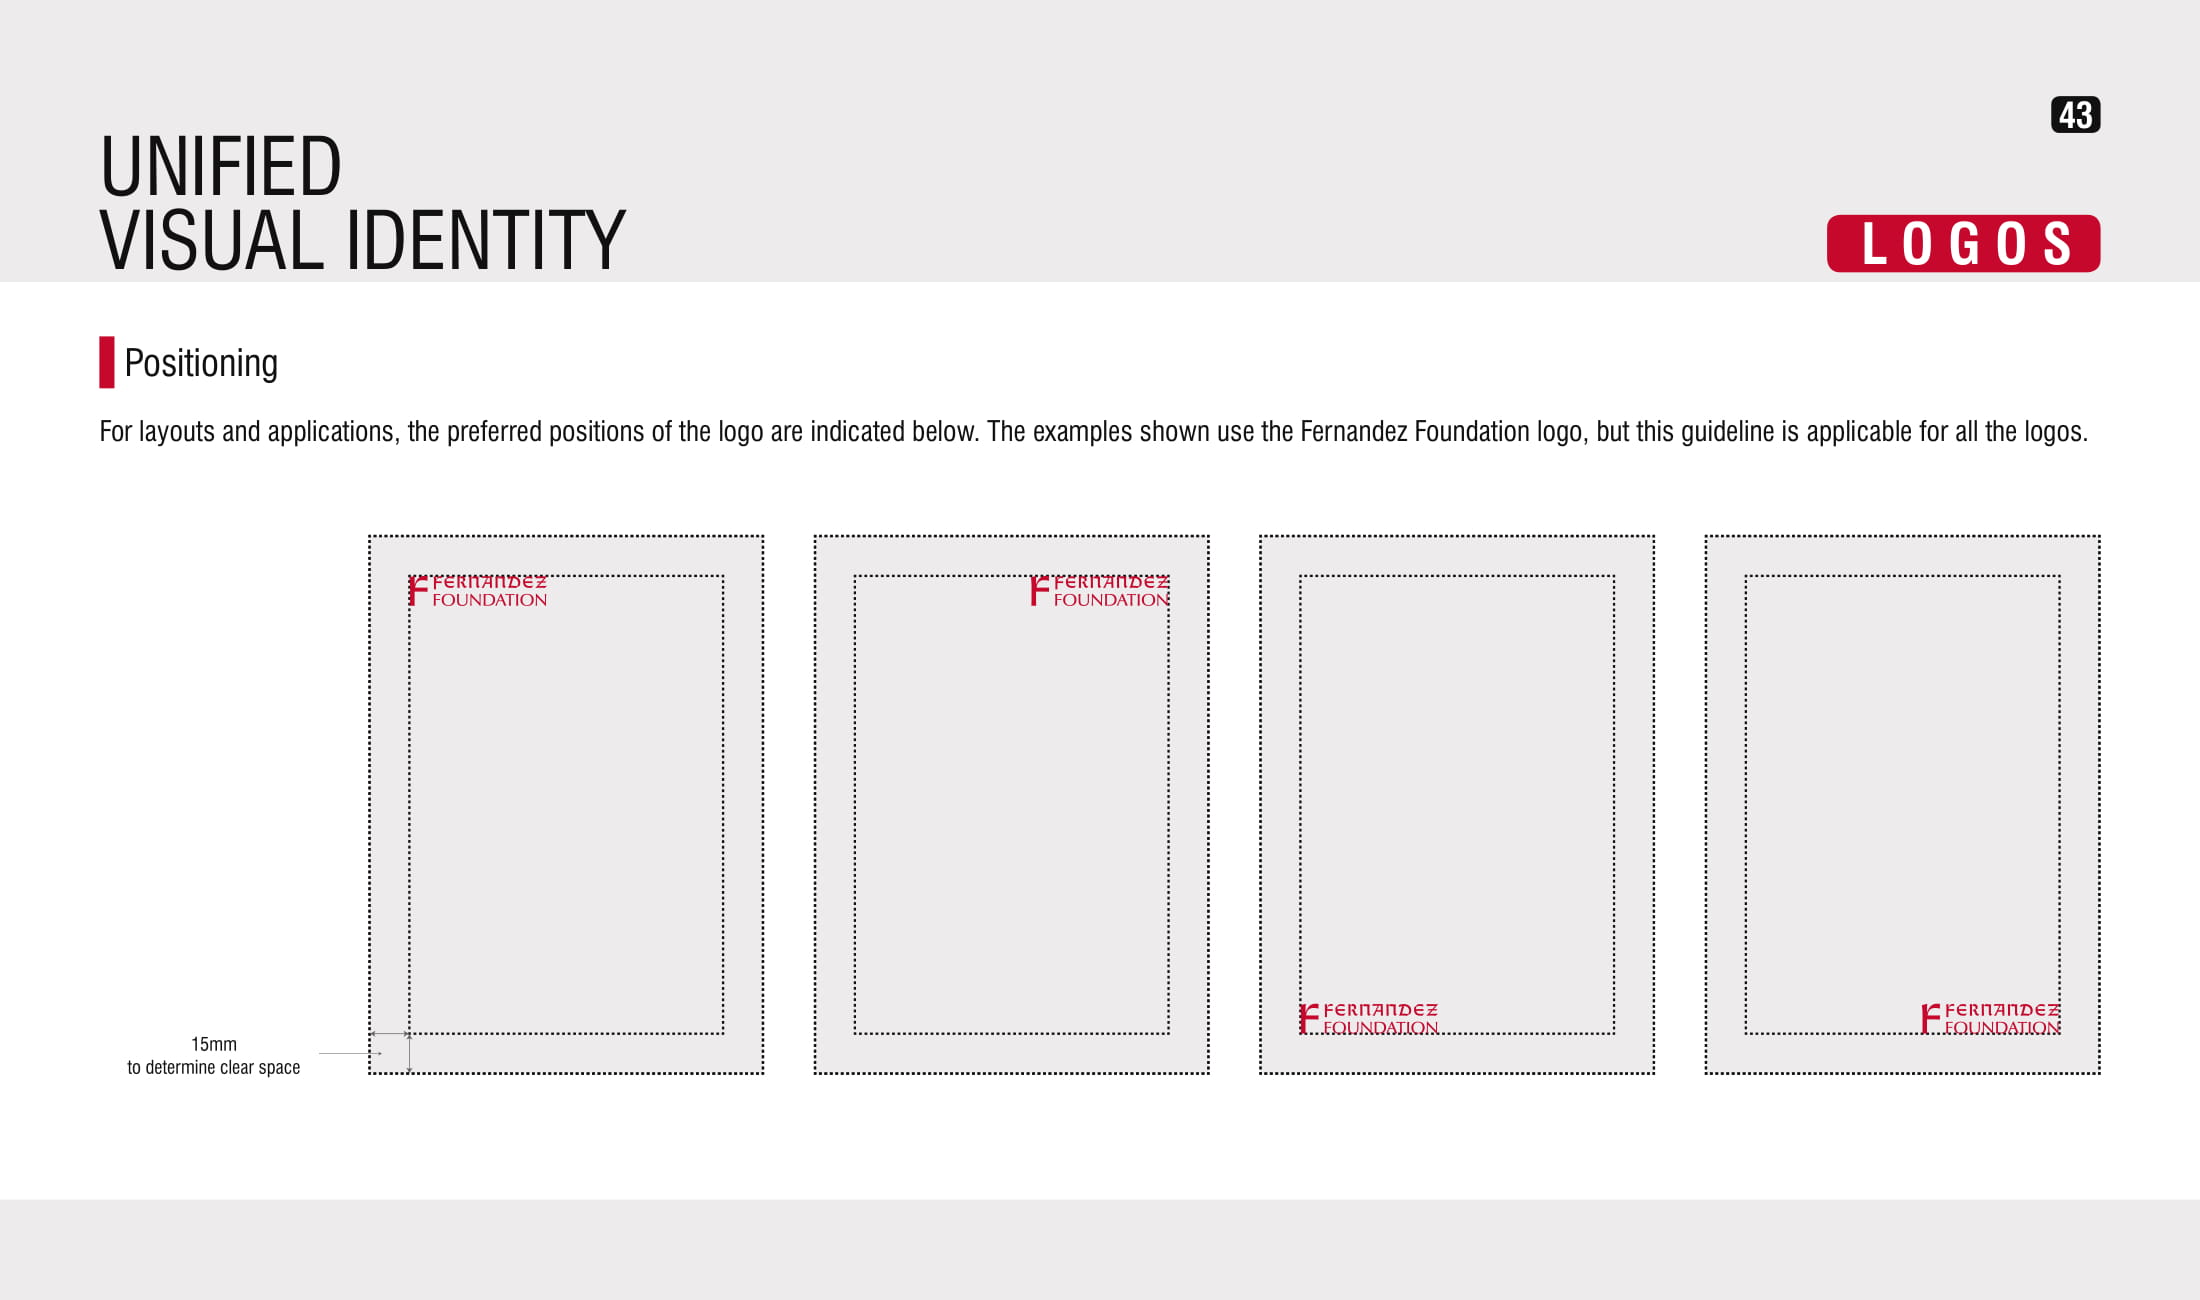 43
UNIFIED
VISUAL IDENTITY
LOGOS
Positioning
For layouts and applications, the preferred positions of the logo are indicated below. The examples shown use the Fernandez Foundation logo, but this guideline is applicable for all the logos.
FERNANDEZ
FOUNDATION
FERNANDEZ
FOUNDATION
FERNANDEZ
FOUNDATION
FERNANDEZ
FOUNDATION
15mm
to determine clear space